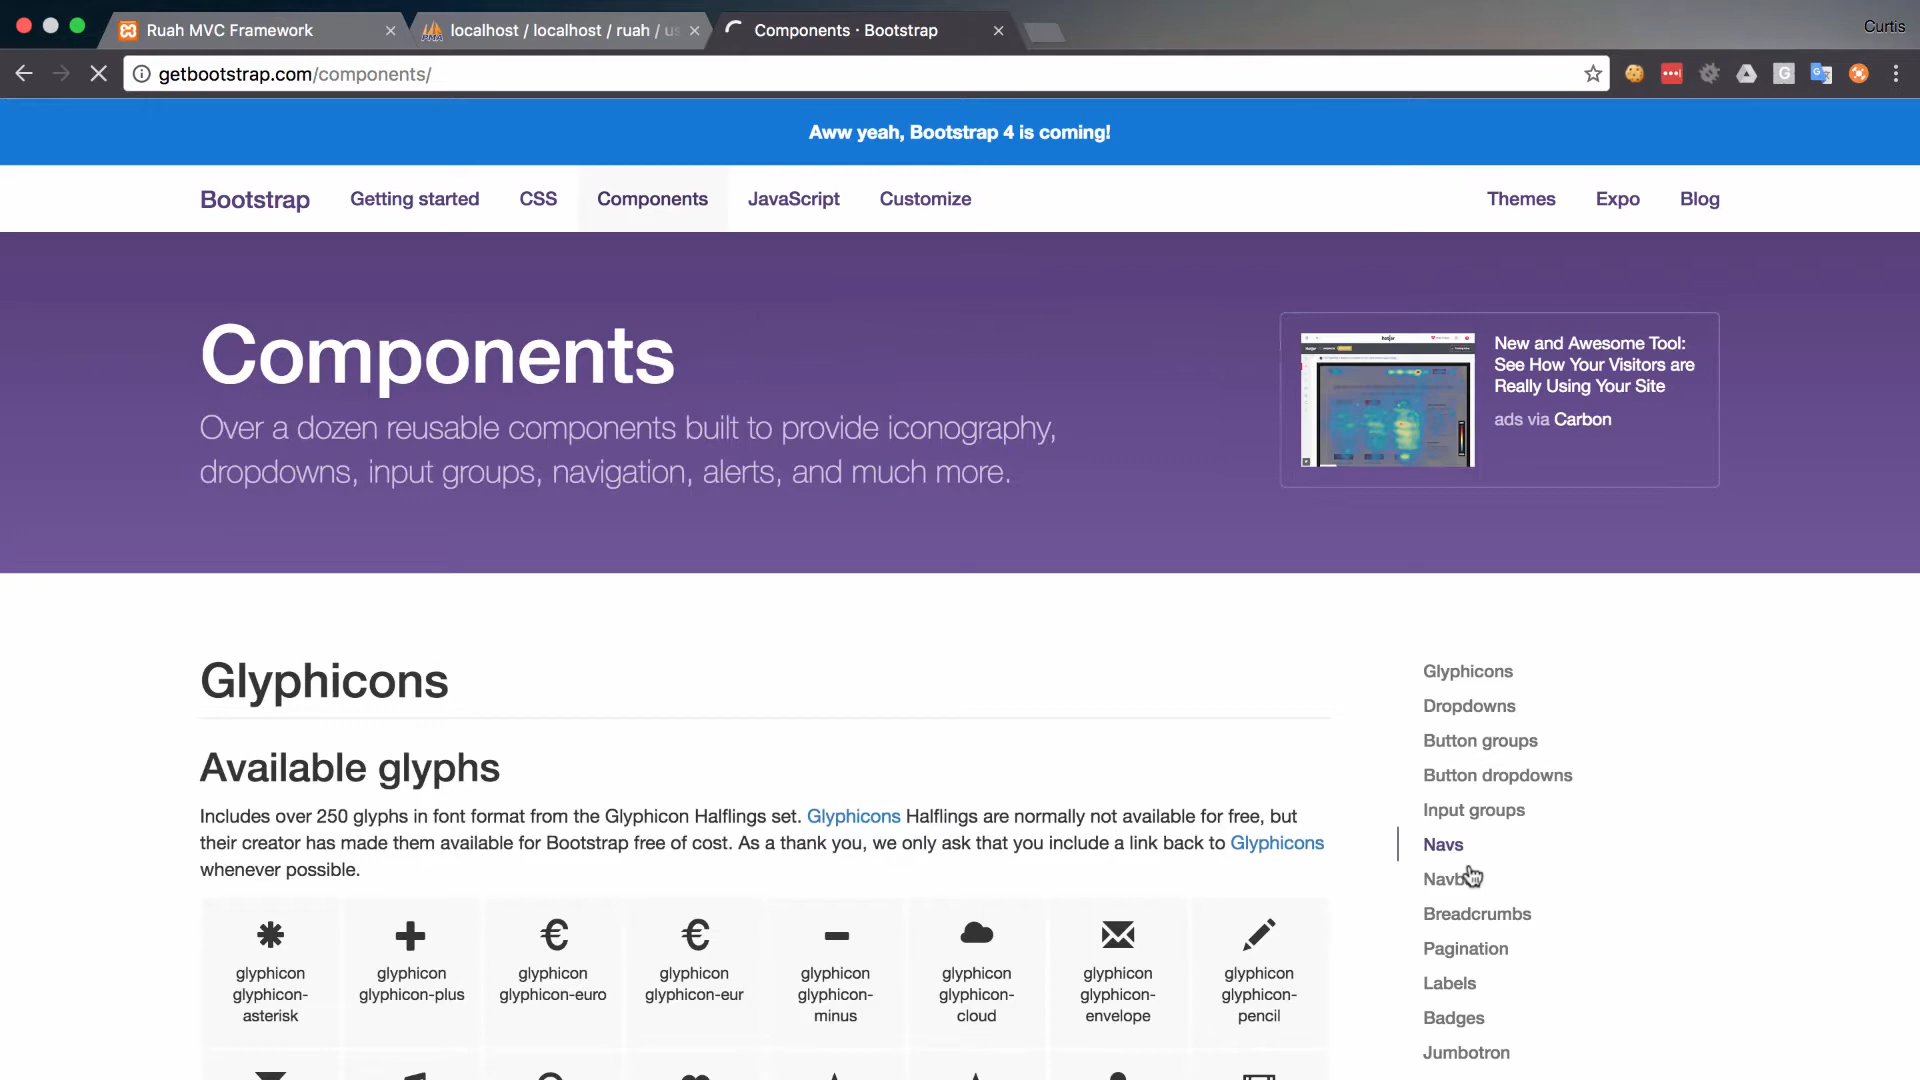 Ruah MVC Framework
localhost / localhost / ruah / us
Components · Bootstrap
Curtis
getbootstrap.com/components/
Aww yeah, Bootstrap 4 is coming!
Bootstrap
Getting started
CSS
Components
JavaScript
Customize
Themes
Expo
Blog
Components
Over a dozen reusable components built to provide iconography,
dropdowns, input groups, navigation, alerts, and much more.
New and Awesome Tool:
See How Your Visitors are
Really Using Your Site
ads via Carbon
Glyphicons
Available glyphs
Includes over 250 glyphs in font format from the Glyphicon Halflings set. Glyphicons Halflings are normally not available for free, but
their creator has made them available for Bootstrap free of cost. As a thank you, we only ask that you include a link back to Glyphicons
whenever possible.
glyphicon
glyphicon-
asterisk
glyphicon
glyphicon-plus
glyphicon
glyphicon-euro
glyphicon
glyphicon-eur
glyphicon
glyphicon-
minus
glyphicon
glyphicon-
cloud
glyphicon
glyphicon-
envelope
glyphicon
glyphicon-
pencil
Glyphicons
Dropdowns
Button groups
Button dropdowns
Input groups
Navs
Navb
Breadcrumbs
Pagination
Labels
Badges
Jumbotron